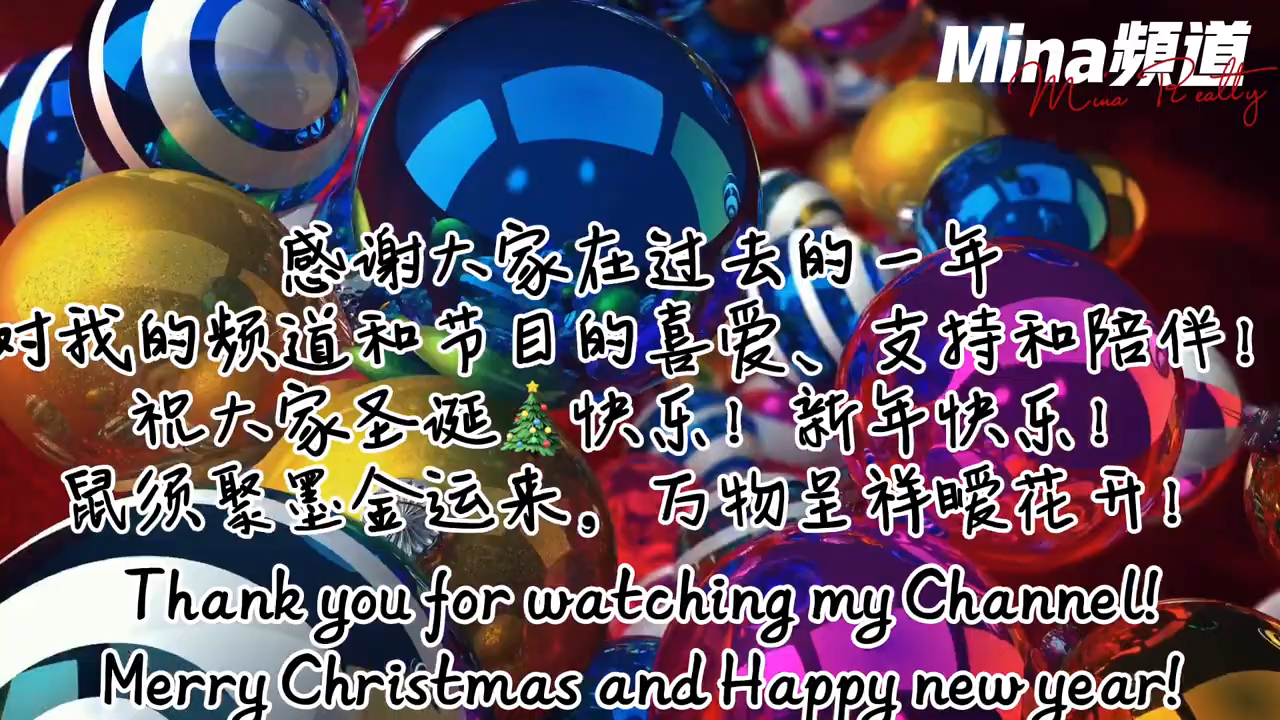 Mina頻道
Mina Realty
感谢大家在过去的一年
对我的频道和节目的喜爱、支持和陪伴！
祝大家圣诞🎄快乐！新年快乐！
鼠须聚墨金运来，万物呈祥暧花开！
Thank you for watching my Channel!
Merry Christmas and Happy new year!